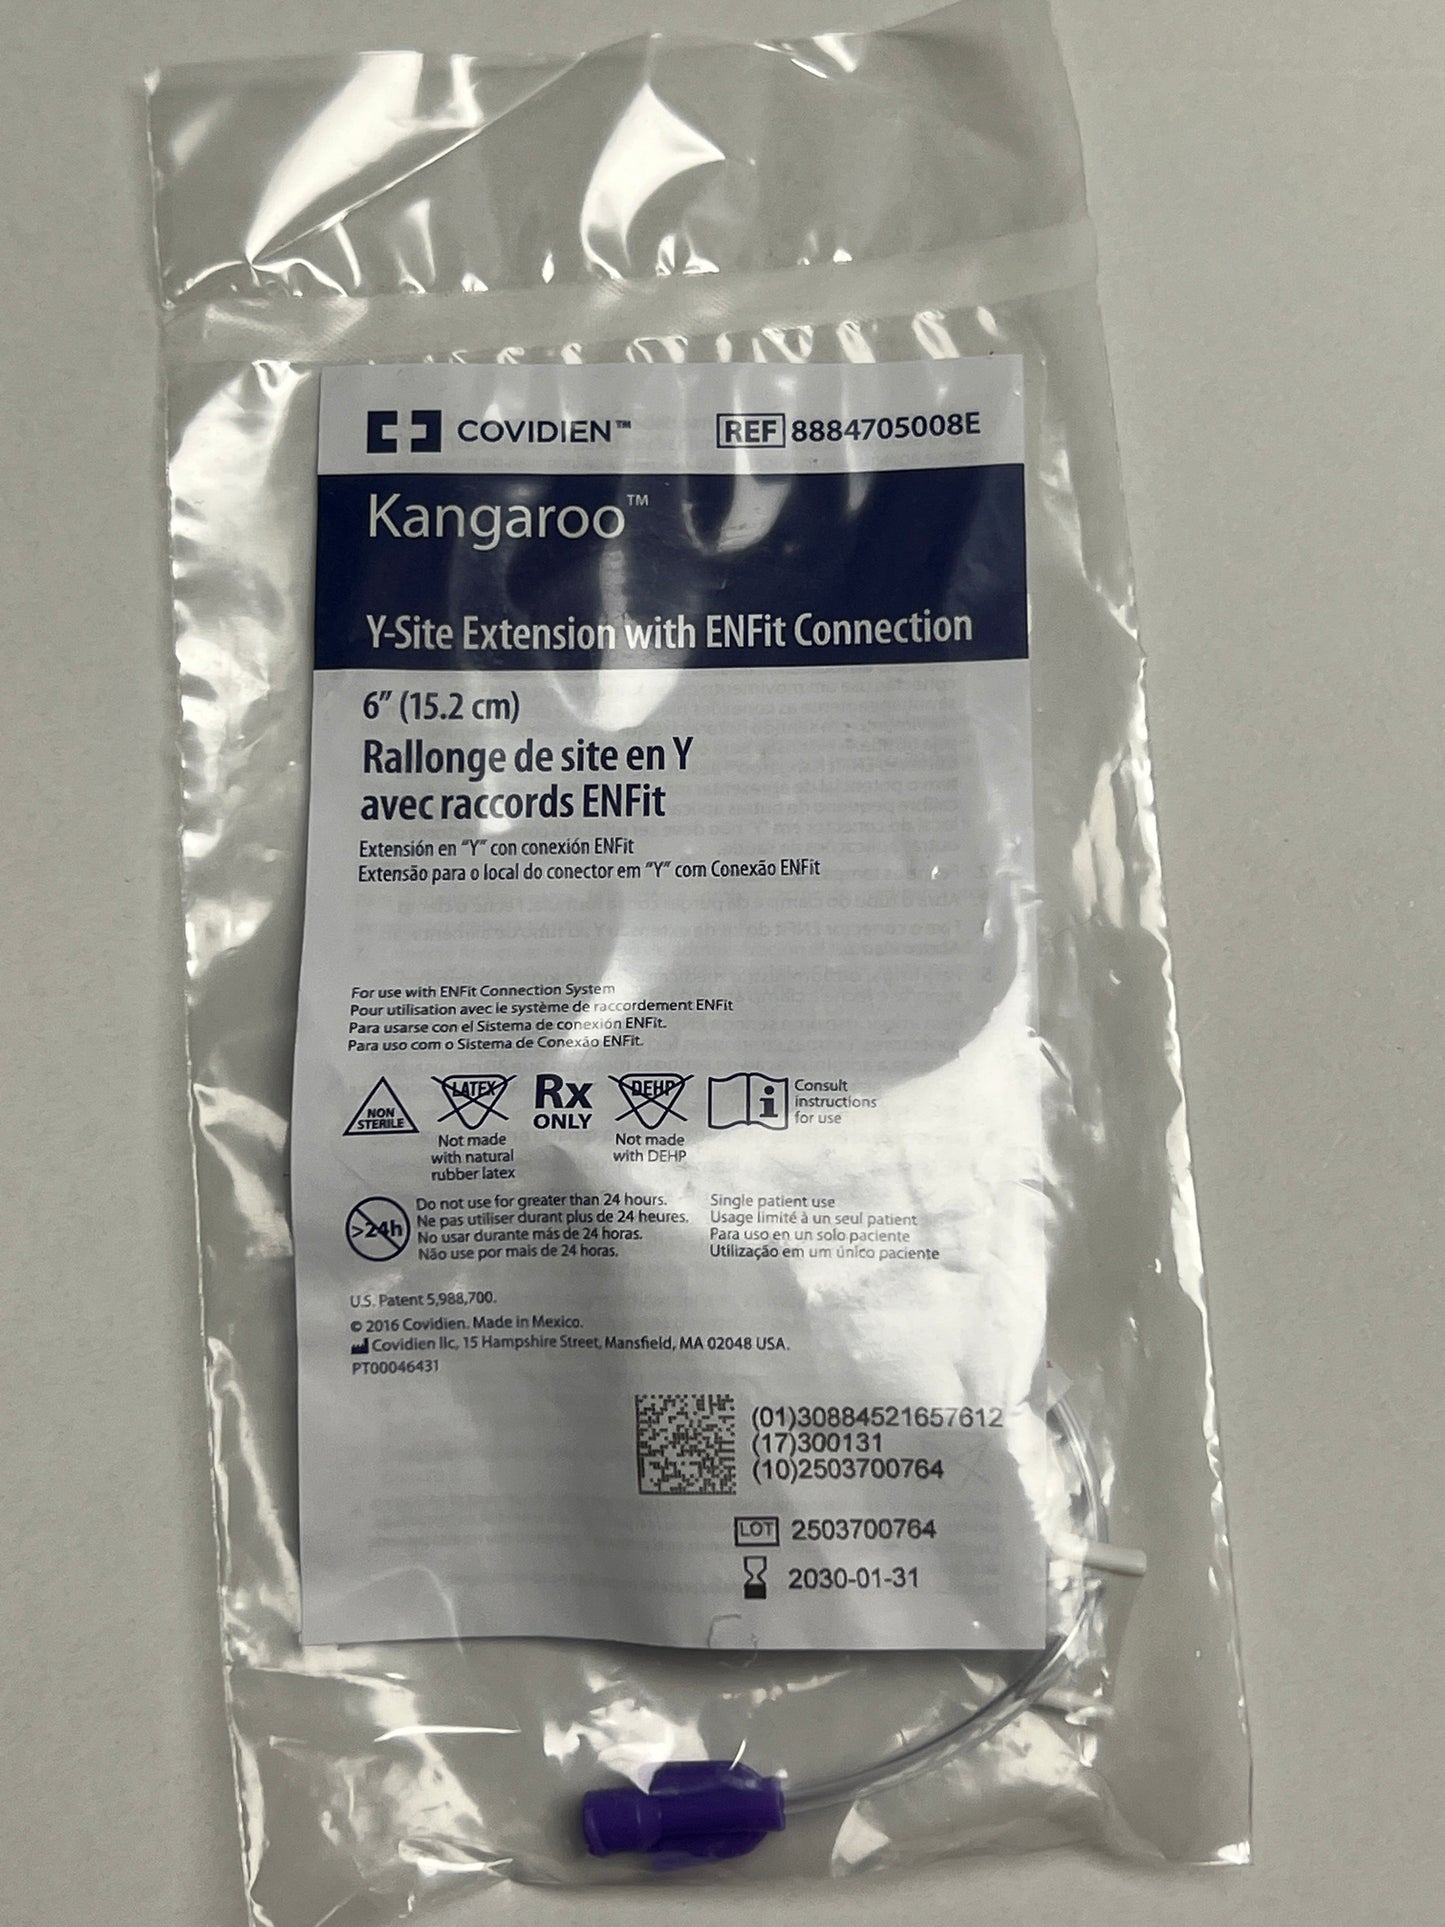 COVIDIEN™
REF 8884705008E
Kangaroo™
Y-Site Extension with ENFit Connection
6" (15.2 cm)
Rallonge de site en Y
avec raccords ENFit
Extensión en "Y" con conexión ENFit
Extensão para o local do conector em "Y" com Conexão ENFit
For use with ENFit Connection System
Pour utilisation avec le système de raccordement ENFit
Para usarse con el Sistema de conexión ENFit.
Para uso com o Sistema de Conexão ENFit.
NON
STERILE
LATEX
Not made
with natural
rubber latex
Rx
ONLY
DEHP
Not made
with DEHP
i
Consult
instructions
for use
>24h
Do not use for greater than 24 hours.
Ne pas utiliser durant plus de 24 heures.
No usar durante más de 24 horas.
Não use por mais de 24 horas.
Single patient use
Usage limité à un seul patient
Para uso en un solo paciente
Utilização em um único paciente
U.S. Patent 5,988,700.
© 2016 Covidien. Made in Mexico.
Covidien llc, 15 Hampshire Street, Mansfield, MA 02048 USA.
PT00046431
(01)30884521657612
(17)300131
(10)2503700764
LOT 2503700764
2030-01-31